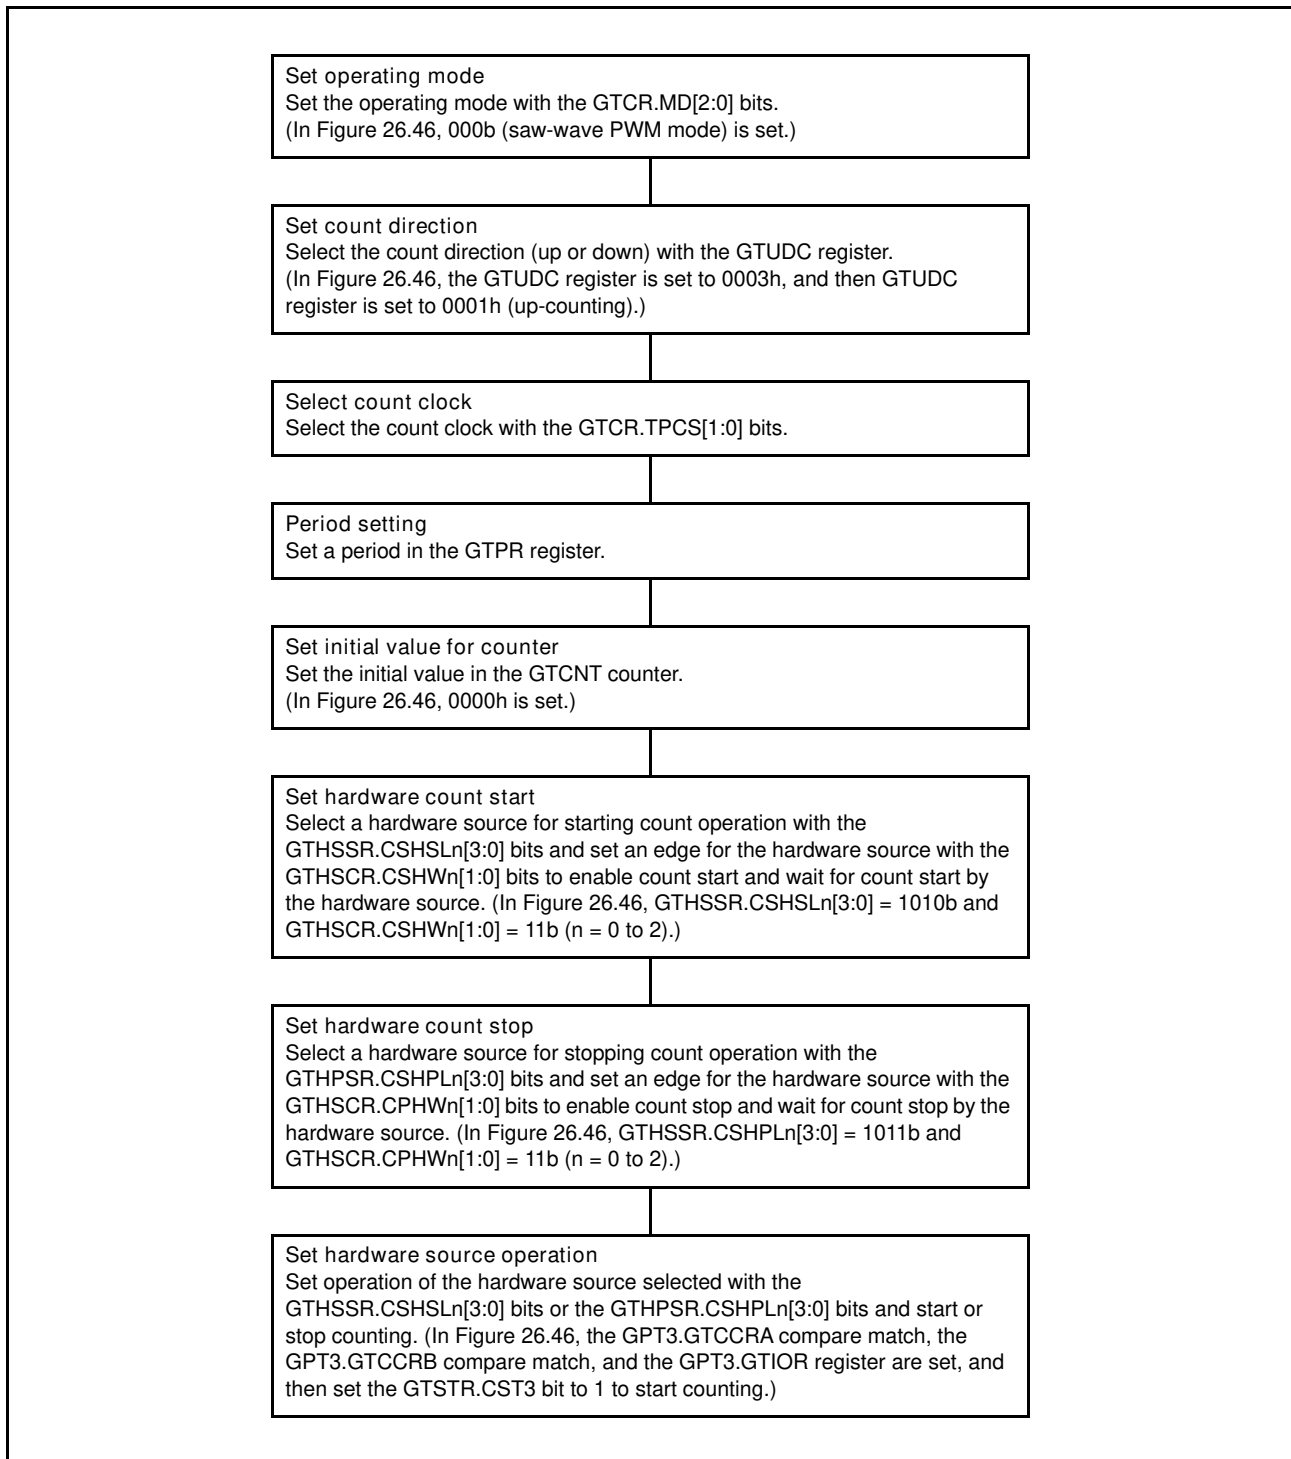 Set operating mode
Set the operating mode with the GTCR.MD[2:0] bits.
(In Figure 26.46, 000b (saw-wave PWM mode) is set.)
Set count direction
Select the count direction (up or down) with the GTUDC register.
(In Figure 26.46, the GTUDC register is set to 0003h, and then GTUDC
register is set to 0001h (up-counting).)
Select count clock
Select the count clock with the GTCR.TPCS[1:0] bits.
Period setting
Set a period in the GTPR register.
Set initial value for counter
Set the initial value in the GTCNT counter.
(In Figure 26.46, 0000h is set.)
Set hardware count start
Select a hardware source for starting count operation with the
GTHSSR.CSHSLn[3:0] bits and set an edge for the hardware source with the
GTHSCR.CSHWn[1:0] bits to enable count start and wait for count start by
the hardware source. (In Figure 26.46, GTHSSR.CSHSLn[3:0] = 1010b and
GTHSCR.CSHWn[1:0] = 11b (n = 0 to 2).)
Set hardware count stop
Select a hardware source for stopping count operation with the
GTHPSR.CSHPLn[3:0] bits and set an edge for the hardware source with the
GTHSCR.CPHWn[1:0] bits to enable count stop and wait for count stop by the
hardware source. (In Figure 26.46, GTHSSR.CSHPLn[3:0] = 1011b and
GTHSCR.CPHWn[1:0] = 11b (n = 0 to 2).)
Set hardware source operation
Set operation of the hardware source selected with the
GTHSSR.CSHSLn[3:0] bits or the GTHPSR.CSHPLn[3:0] bits and start or
stop counting. (In Figure 26.46, the GPT3.GTCCRA compare match, the
GPT3.GTCCRB compare match, and the GPT3.GTIOR register are set, and
then set the GTSTR.CST3 bit to 1 to start counting.)